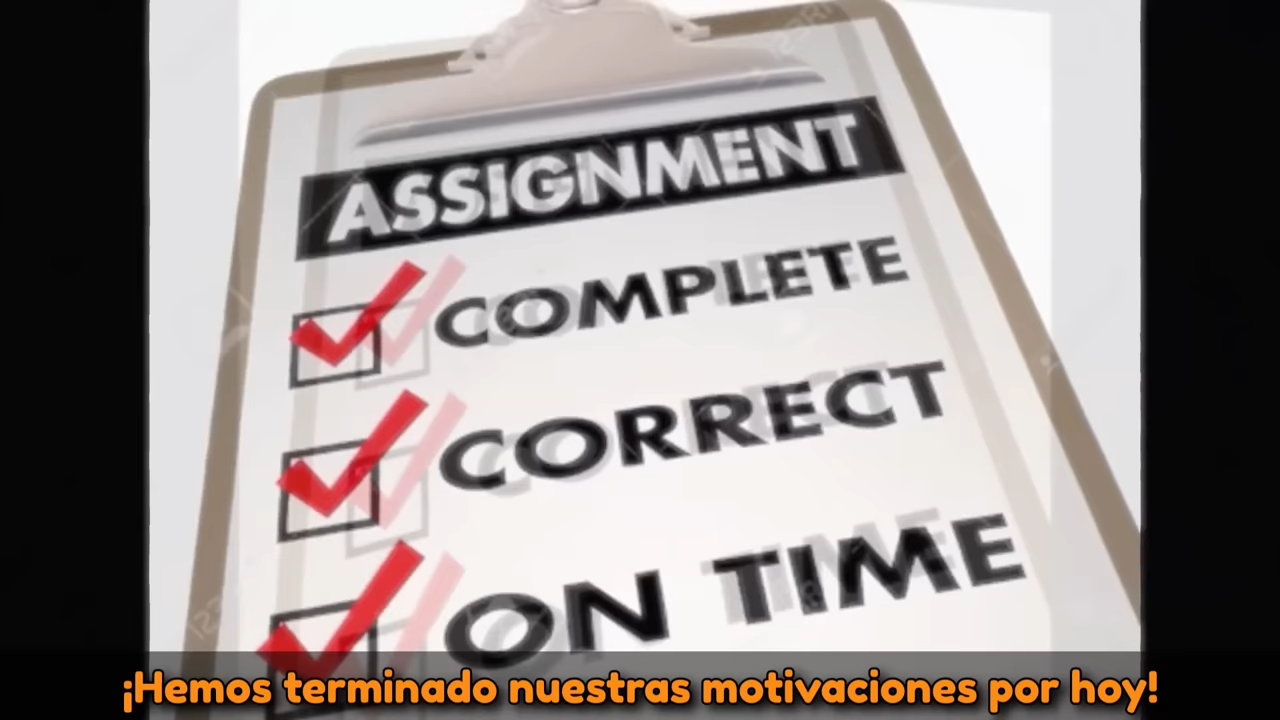 ASSIGNMENT
COMPLETE
CORRECT
ON TIME
¡Hemos terminado nuestras motivaciones por hoy!